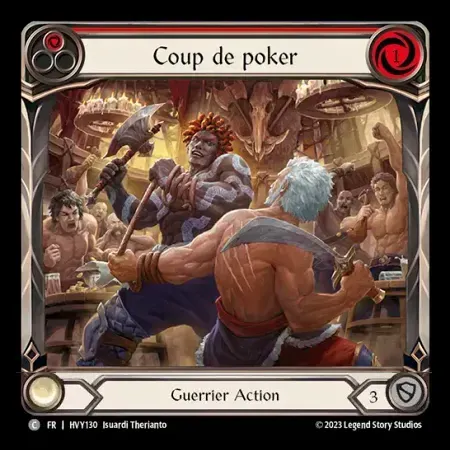 Coup de poker
1
Guerrier Action
3
C FR | HVY130 Isuardi Therianto
© 2023 Legend Story Studios